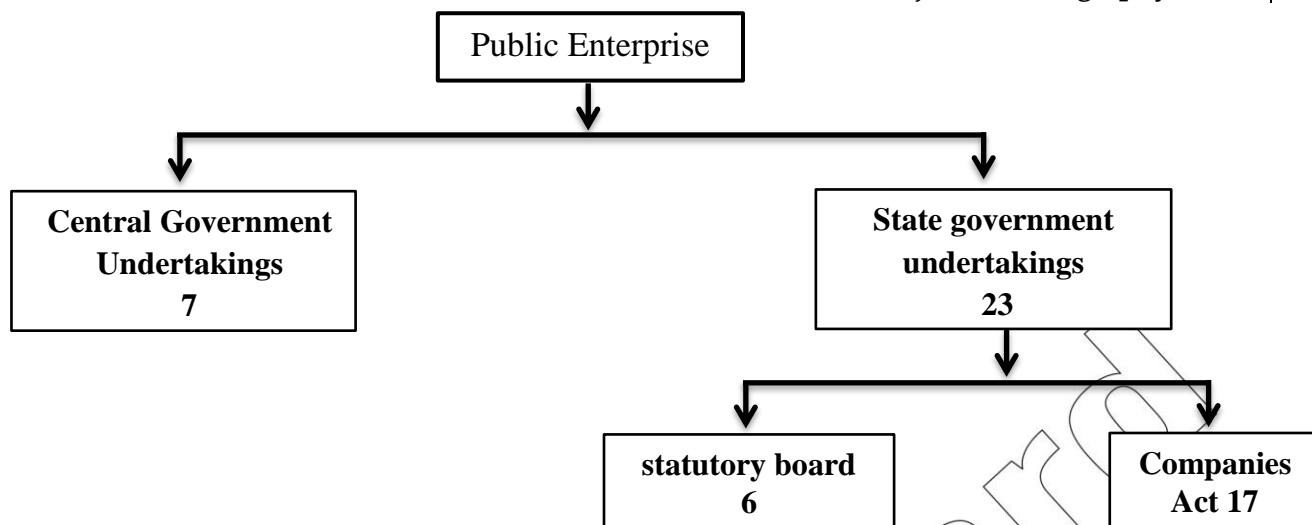 Public Enterprise
Central Government
Undertakings
7
State government
undertakings
23
statutory board
6
Companies
Act 17